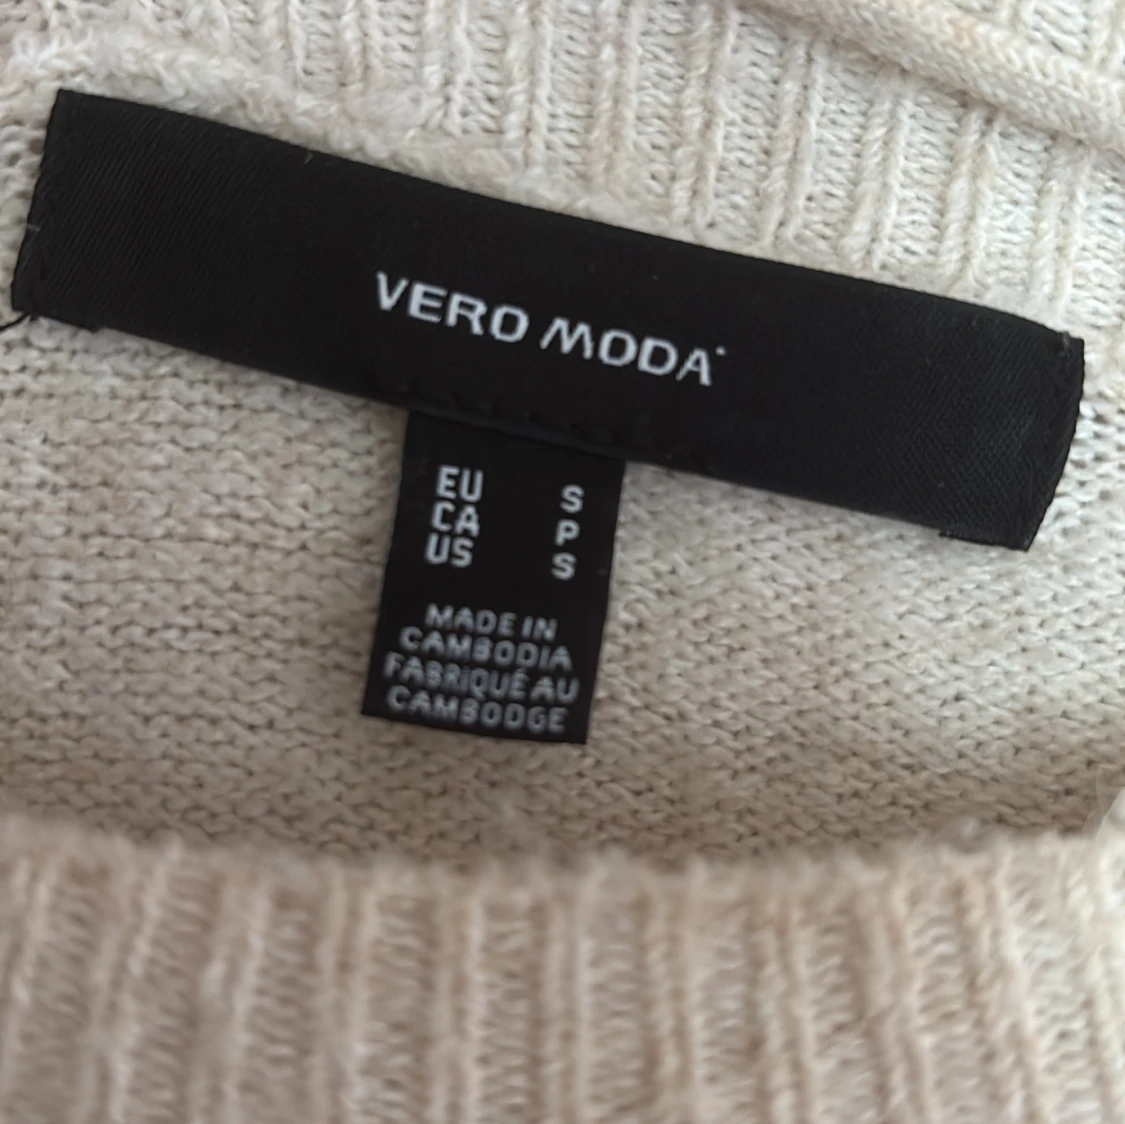 VERO MODA
EU S
CA P
US S
MADE IN
CAMBODIA
FABRIQUÉ AU
CAMBODGE